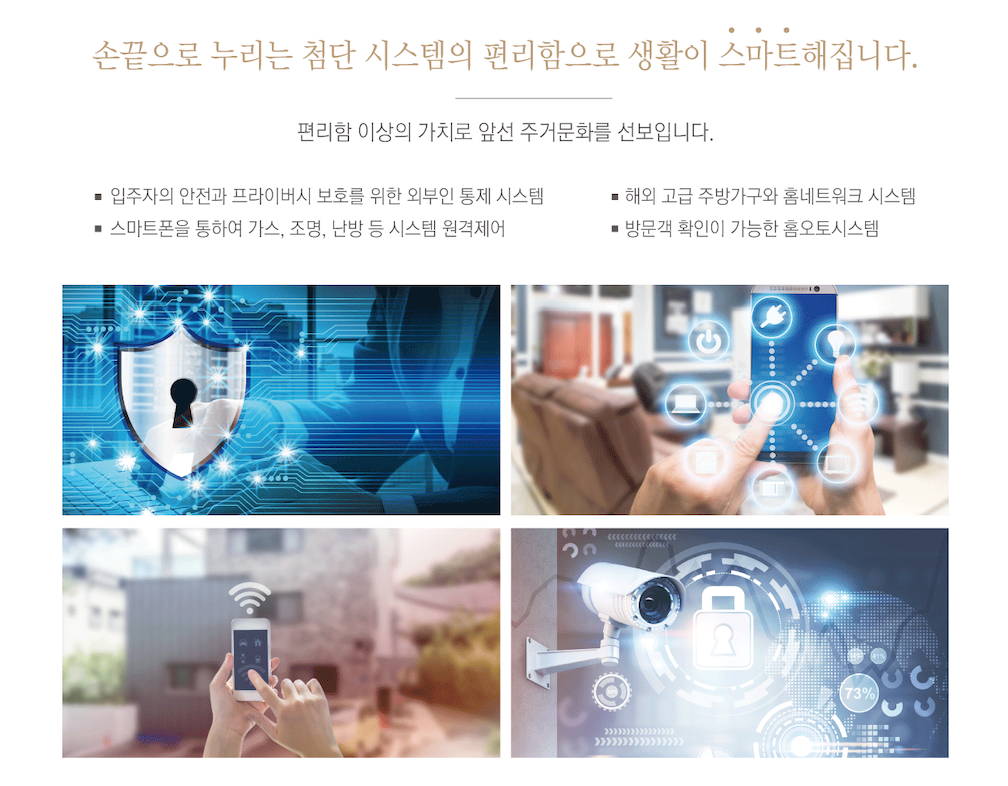 손끝으로 누리는 첨단 시스템의 편리함으로 생활이 스마트해집니다.
편리함 이상의 가치로 앞선 주거문화를 선보입니다.
▪ 입주자의 안전과 프라이버시 보호를 위한 외부인 통제 시스템
▪ 스마트폰을 통하여 가스, 조명, 난방 등 시스템 원격제어
▪ 해외 고급 주방가구와 홈네트워크 시스템
▪ 방문객 확인이 가능한 홈오토시스템
73%